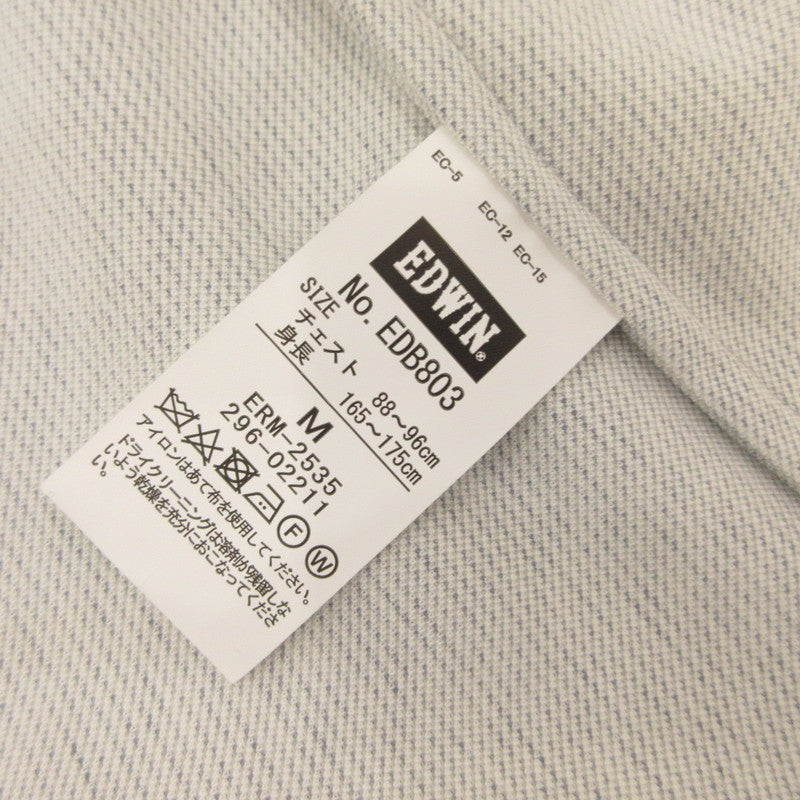 EC-5
EC-12 EC-15
EDWIN®
No. EDB803
SIZE
チェスト 88～96cm
身長 165～175cm
M
ERM-2535
296-02211
F W
アイロンはあて布を使用してください。
ドライクリーニングは溶剤が残留しな
いよう乾燥を充分におこなってくださ
い。